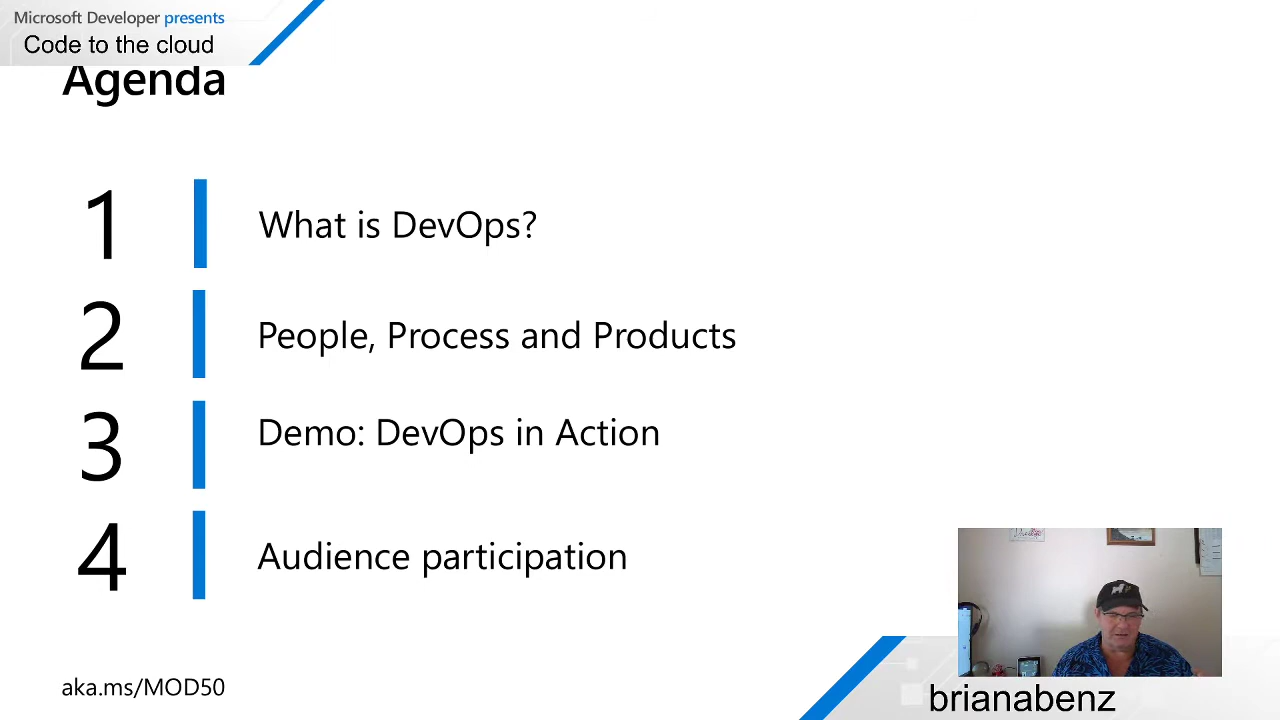 Microsoft Developer presents
Code to the cloud
Agenda
1 What is DevOps?
2 People, Process and Products
3 Demo: DevOps in Action
4 Audience participation
aka.ms/MOD50
brianabenz